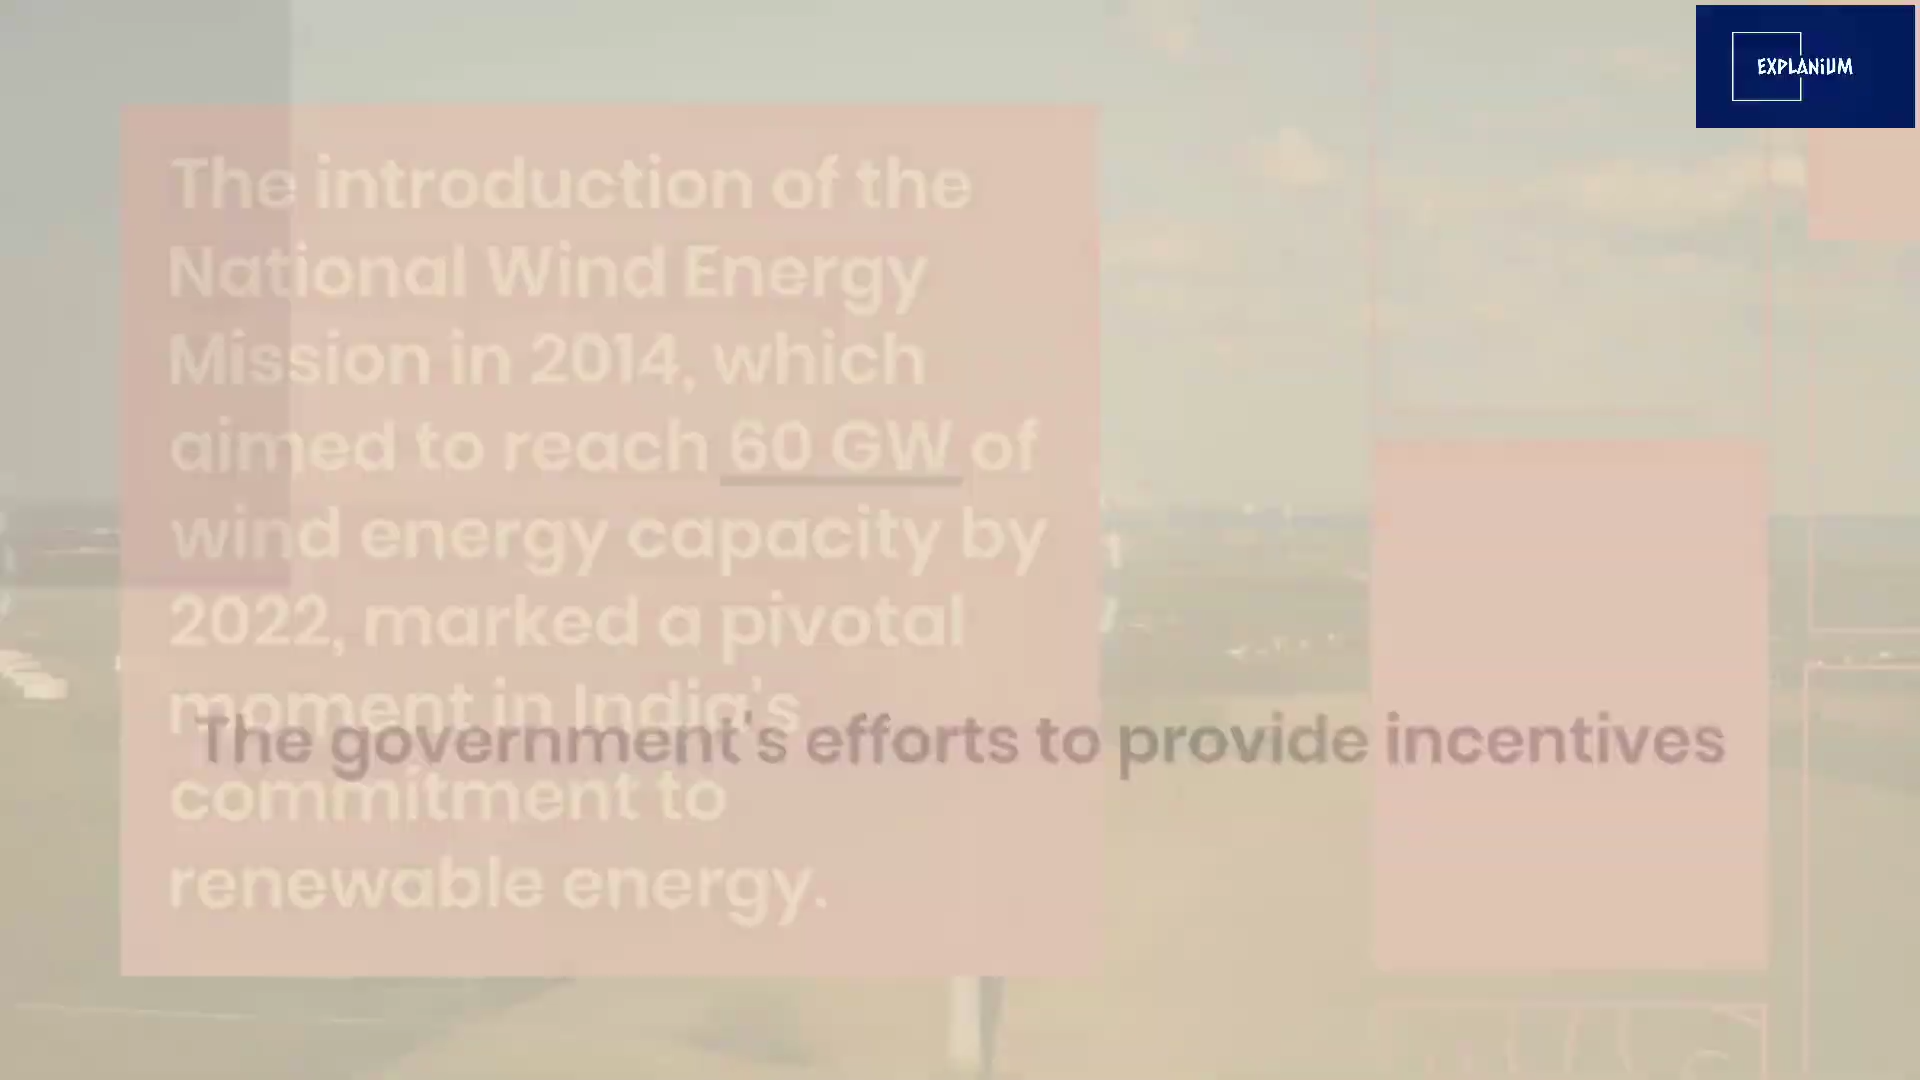 EXPLANiUM
The introduction of the
National Wind Energy
Mission in 2014, which
aimed to reach 60 GW of
wind energy capacity by
2022, marked a pivotal
moment in India's
The government's efforts to provide incentives
commitment to
renewable energy.